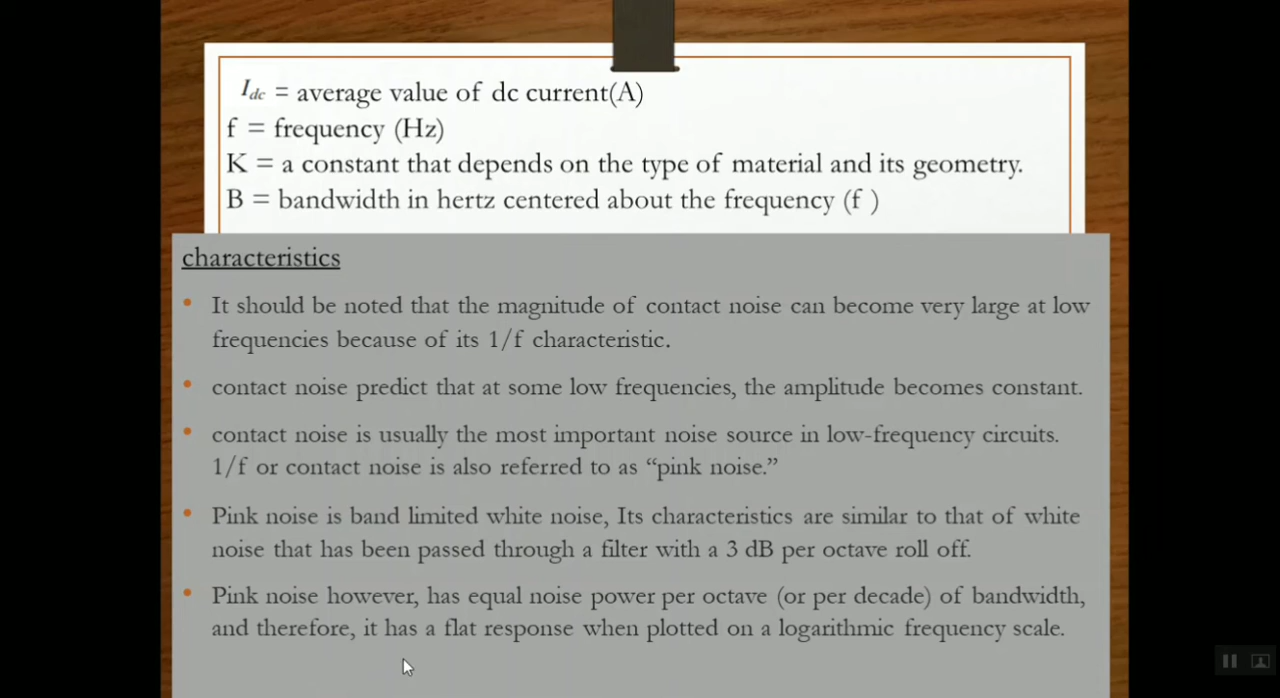 I_dc = average value of dc current(A)
f = frequency (Hz)
K = a constant that depends on the type of material and its geometry.
B = bandwidth in hertz centered about the frequency (f )
characteristics
• It should be noted that the magnitude of contact noise can become very large at low
frequencies because of its 1/f characteristic.
• contact noise predict that at some low frequencies, the amplitude becomes constant.
• contact noise is usually the most important noise source in low-frequency circuits.
1/f or contact noise is also referred to as “pink noise.”
• Pink noise is band limited white noise, Its characteristics are similar to that of white
noise that has been passed through a filter with a 3 dB per octave roll off.
• Pink noise however, has equal noise power per octave (or per decade) of bandwidth,
and therefore, it has a flat response when plotted on a logarithmic frequency scale.